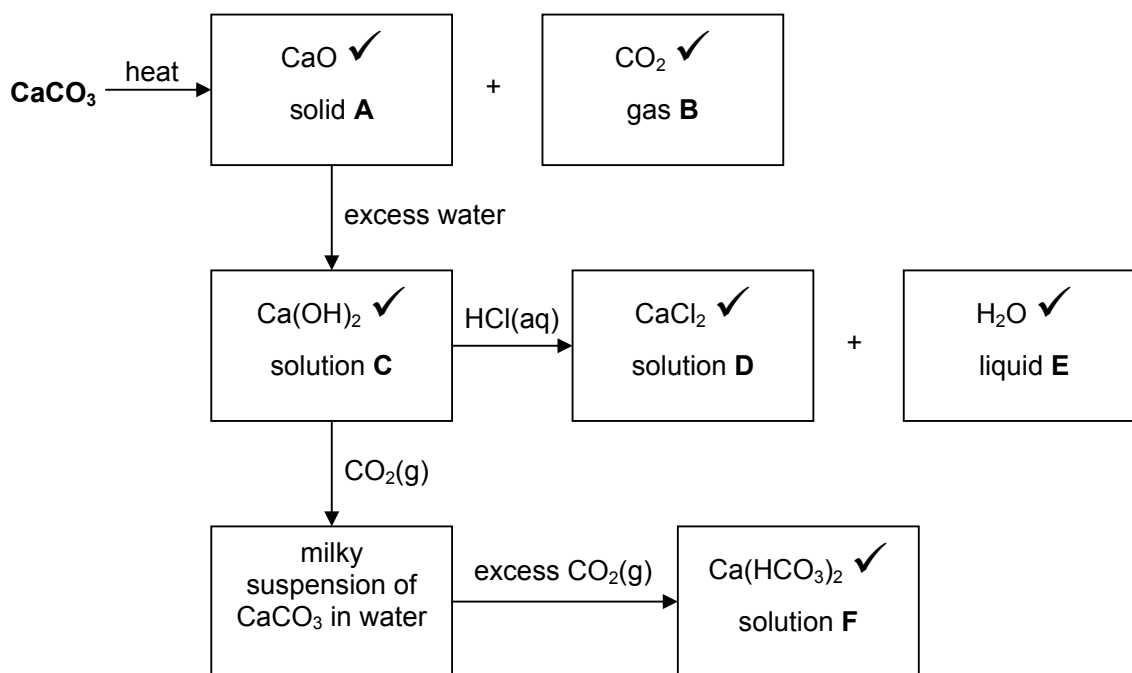 CaCO₃
heat
CaO ✓
solid A
+
CO₂ ✓
gas B
excess water
Ca(OH)₂ ✓
solution C
HCl(aq)
CaCl₂ ✓
solution D
+
H₂O ✓
liquid E
CO₂(g)
milky
suspension of
CaCO₃ in water
excess CO₂(g)
Ca(HCO₃)₂ ✓
solution F